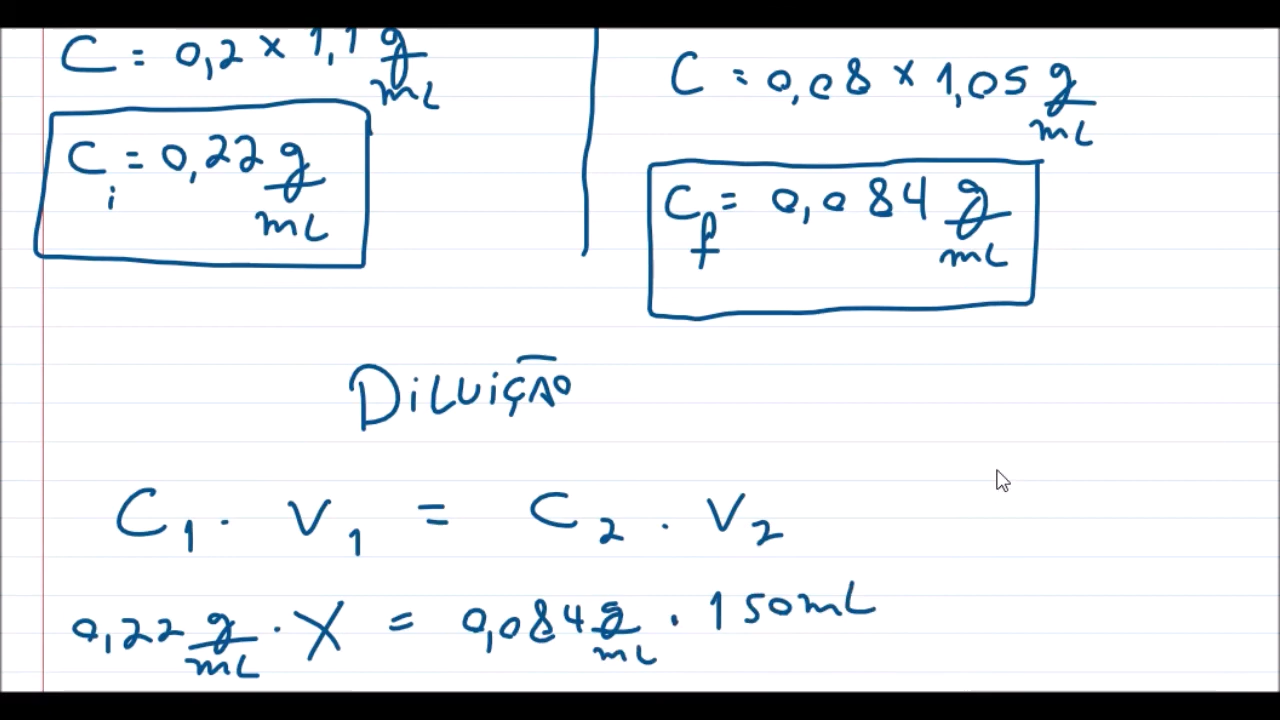 C = 0,2 × 1,1 g/mL
Ci = 0,22 g/mL
C = 0,08 × 1,05 g/mL
Cf = 0,084 g/mL
DiLUiÇÃO
C1 . V1 = C2 . V2
0,22 g/mL . X = 0,084 g/mL . 150mL